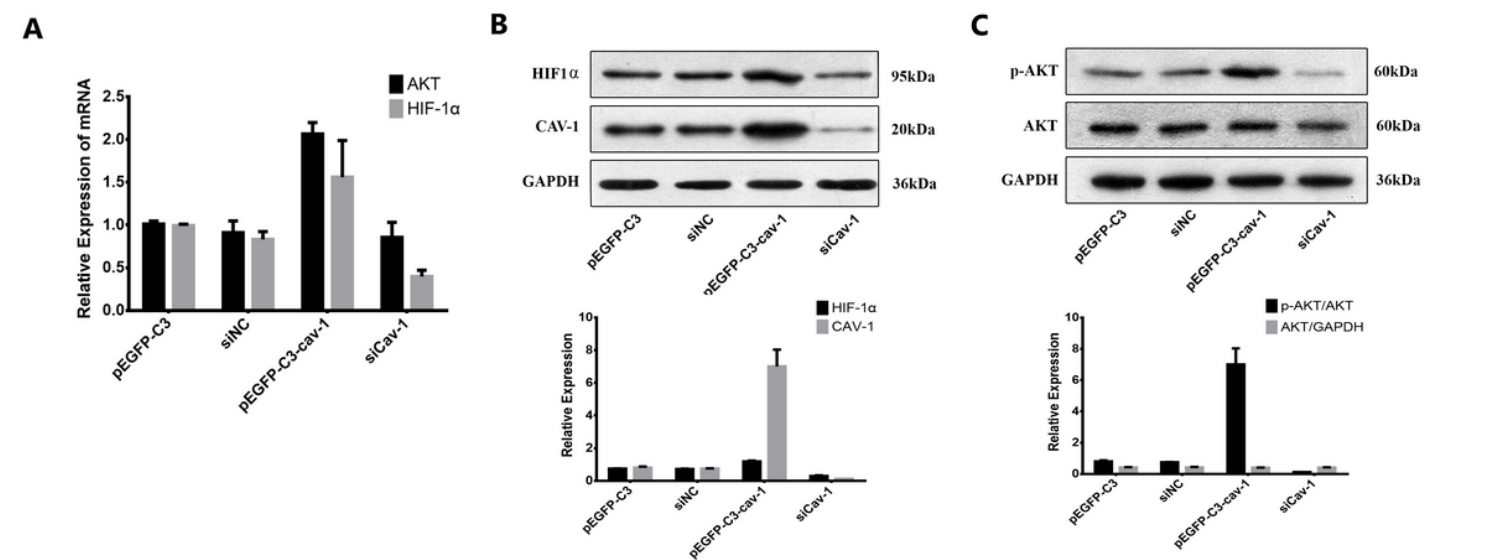 A
AKT
HIF-1α
Relative Expression of mRNA
2.5
2.0
1.5
1.0
0.5
0.0
pEGFP-C3
siNC
pEGFP-C3-cav-1
siCav-1
B
HIF1α
95kDa
CAV-1
20kDa
GAPDH
36kDa
pEGFP-C3
siNC
pEGFP-C3-cav-1
siCav-1
HIF-1α
CAV-1
Relative Expression
10
8
6
4
2
0
pEGFP-C3
siNC
pEGFP-C3-cav-1
siCav-1
C
p-AKT
60kDa
AKT
60kDa
GAPDH
36kDa
pEGFP-C3
siNC
pEGFP-C3-cav-1
siCav-1
p-AKT/AKT
AKT/GAPDH
Relative Expression
10
8
6
4
2
0
pEGFP-C3
siNC
pEGFP-C3-cav-1
siCav-1